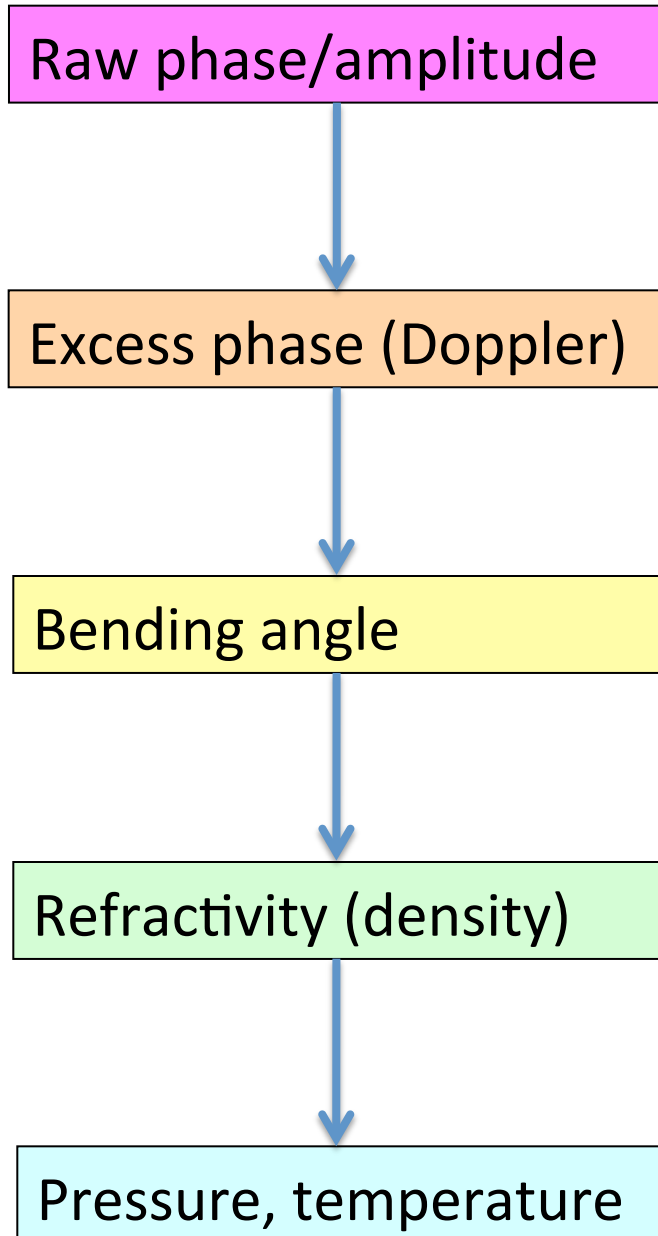 Raw phase/amplitude
Excess phase (Doppler)
Bending angle
Refractivity (density)
Pressure, temperature